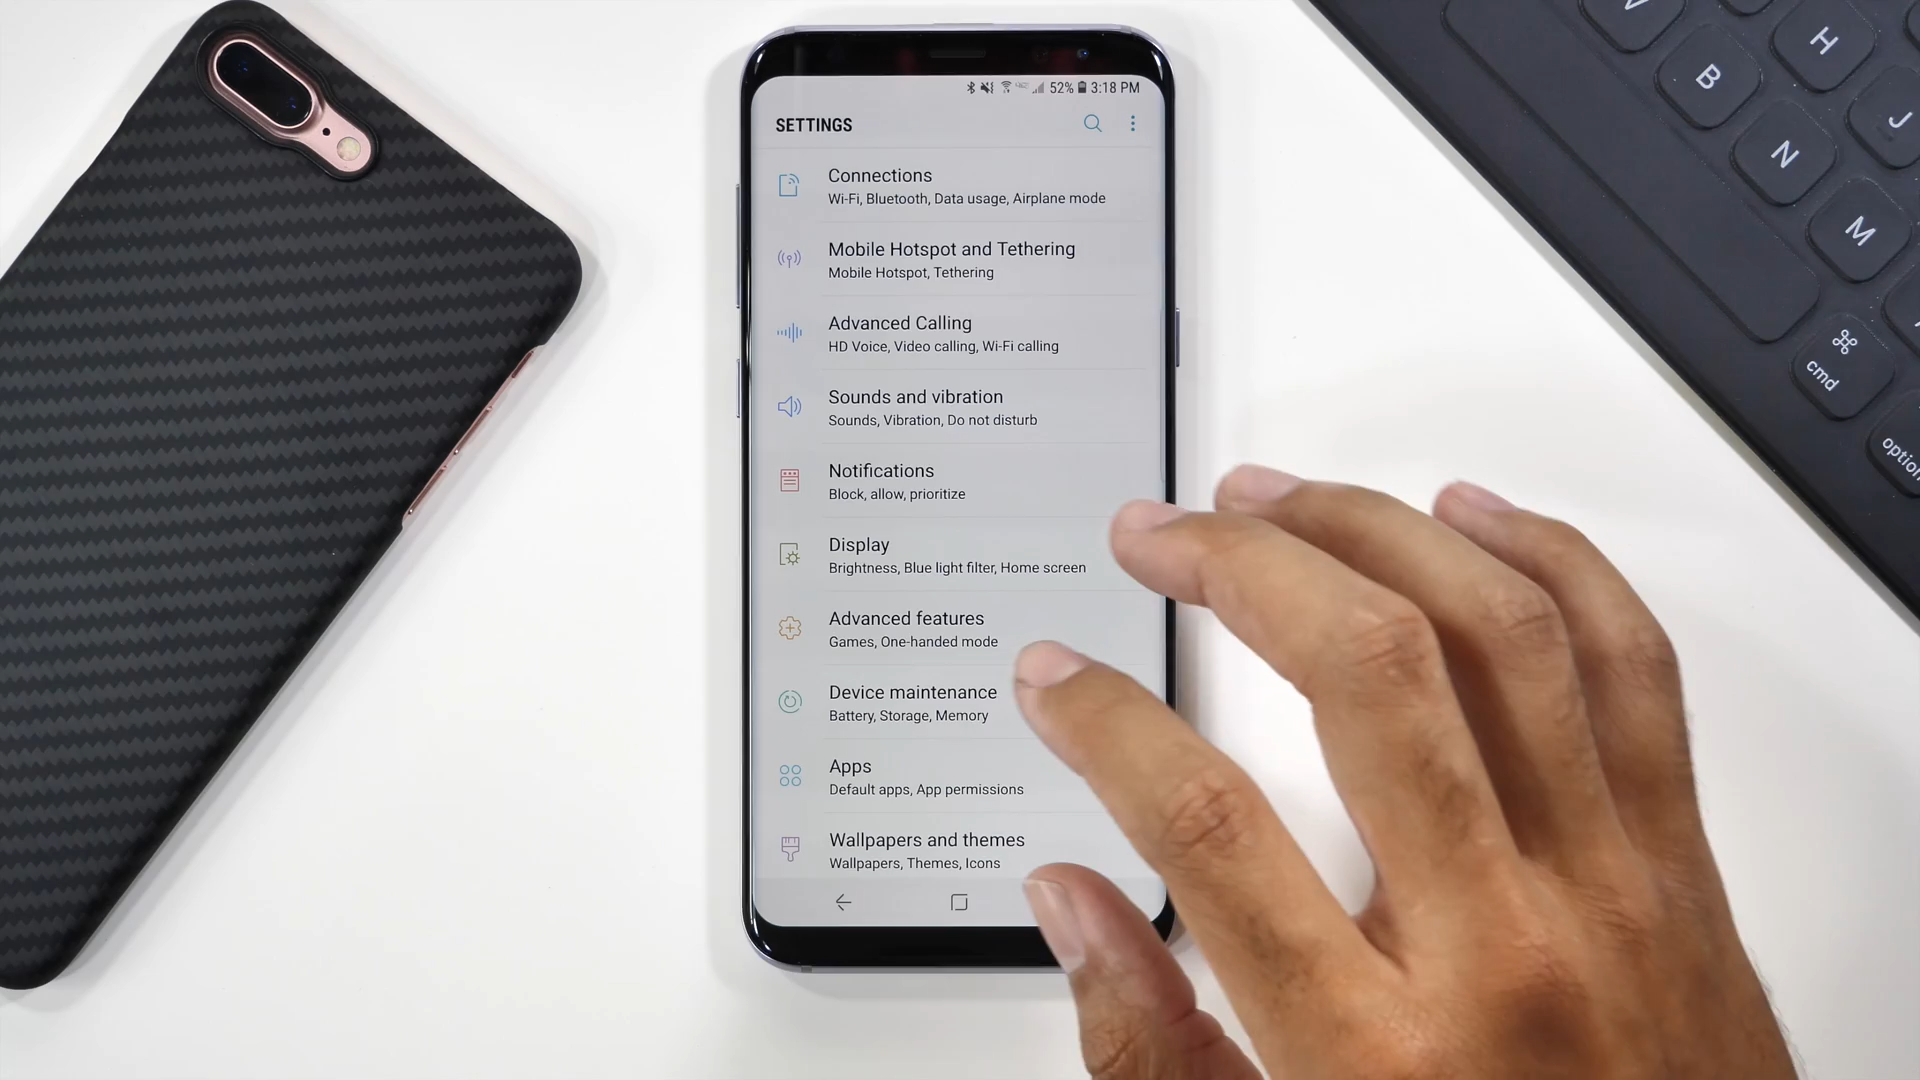 52% 3:18 PM
SETTINGS
Connections
Wi-Fi, Bluetooth, Data usage, Airplane mode
Mobile Hotspot and Tethering
Mobile Hotspot, Tethering
Advanced Calling
HD Voice, Video calling, Wi-Fi calling
Sounds and vibration
Sounds, Vibration, Do not disturb
Notifications
Block, allow, prioritize
Display
Brightness, Blue light filter, Home screen
Advanced features
Games, One-handed mode
Device maintenance
Battery, Storage, Memory
Apps
Default apps, App permissions
Wallpapers and themes
Wallpapers, Themes, Icons
V
B
H
N
J
M
⌘
cmd